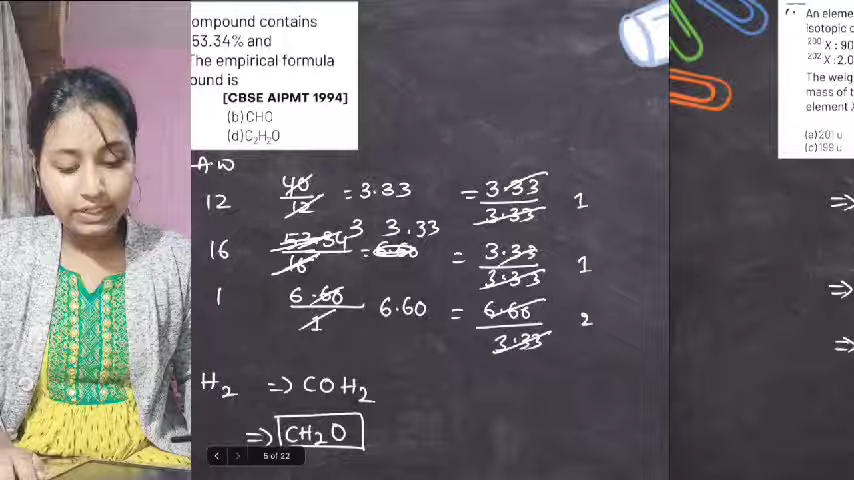 ompound contains
53.34% and
The empirical formula
ound is
[CBSE AIPMT 1994]
(b) CHO
(d) C₂H₂O
A W
12 40/12 = 3.33 = 3.33/3.33 1
16 53.34/16 = 3.33 = 3.33/3.33 1
1 6.60/1 6.60 = 6.60/3.33 2
H₂ => COH₂
=> CH₂O
5 of 22
An eleme
isotopic c
²⁰⁰X : 90
²⁰²X : 2.0
The weig
mass of t
element X
(a) 201 u
(c) 199 u
=>
=>
=>